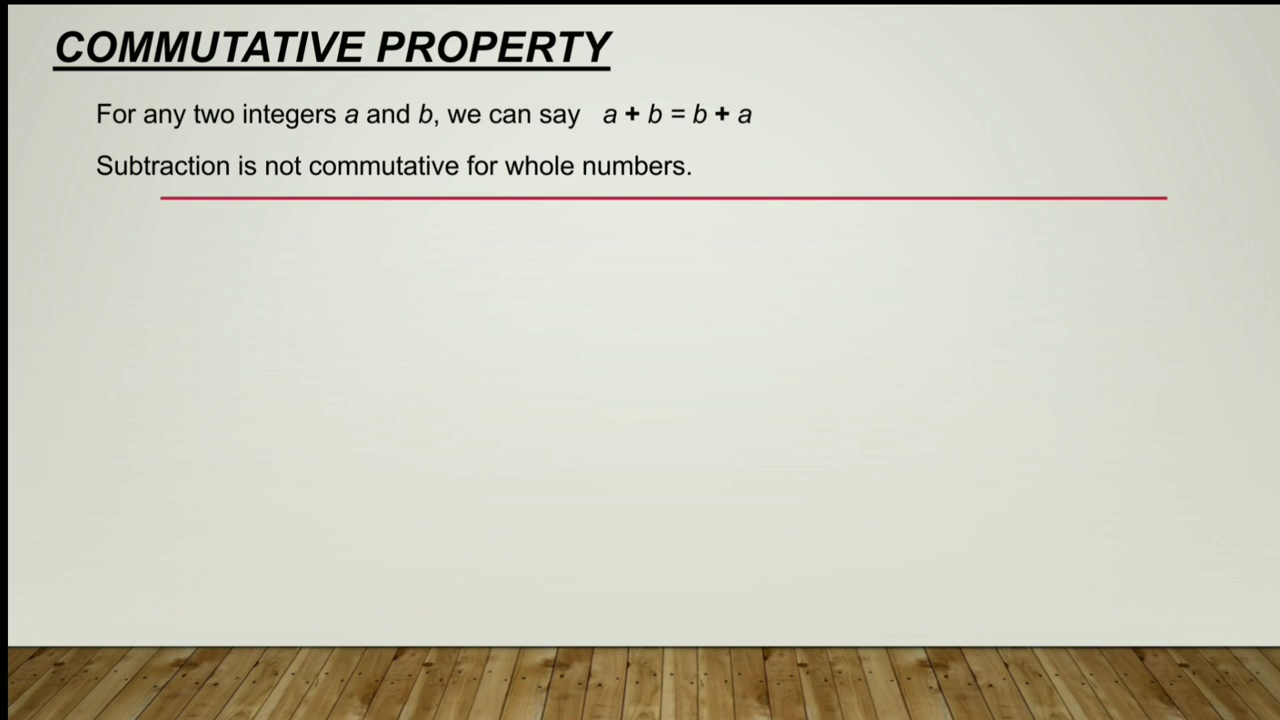 COMMUTATIVE PROPERTY
For any two integers a and b, we can say a + b = b + a
Subtraction is not commutative for whole numbers.